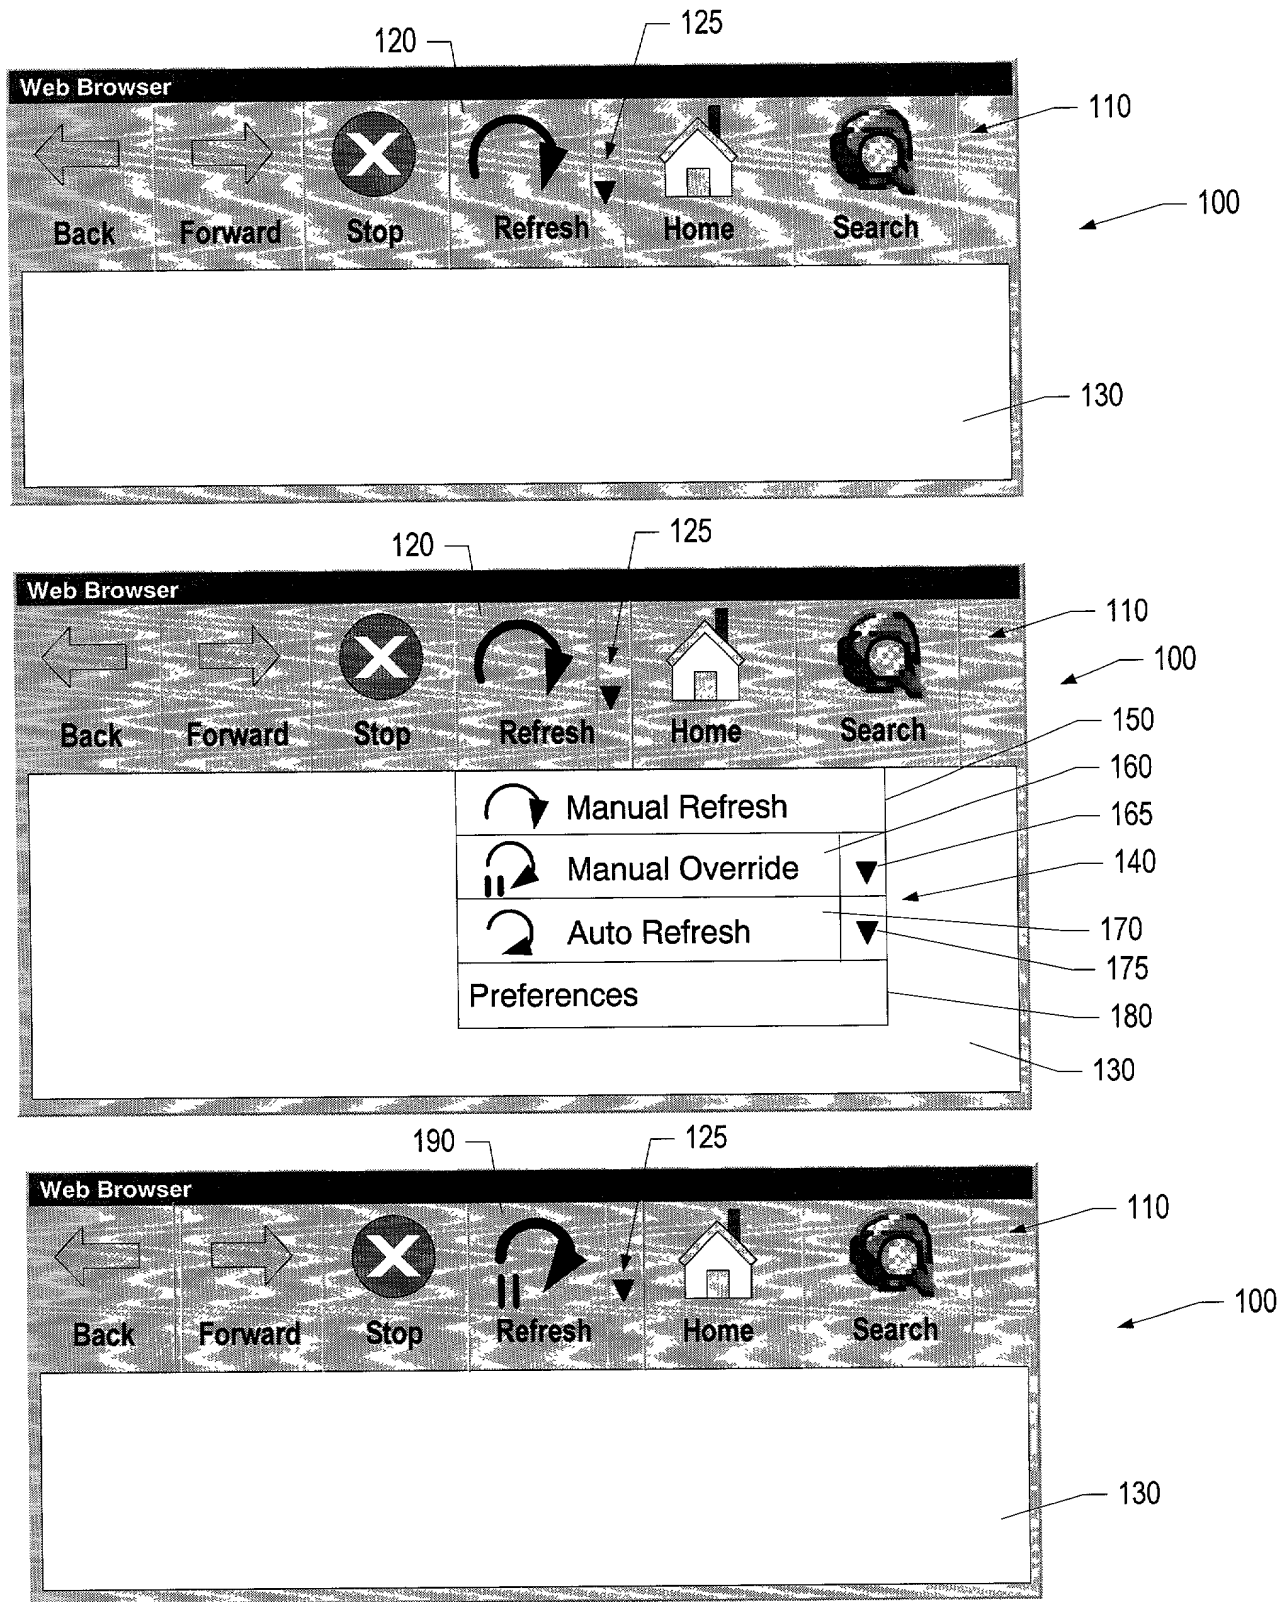 120
125
Web Browser
110
100
Back Forward Stop Refresh Home Search
130
120
125
Web Browser
110
100
Back Forward Stop Refresh Home Search
150
Manual Refresh
160
Manual Override
165
140
Auto Refresh
170
175
Preferences
180
130
190
125
Web Browser
110
100
Back Forward Stop Refresh Home Search
130